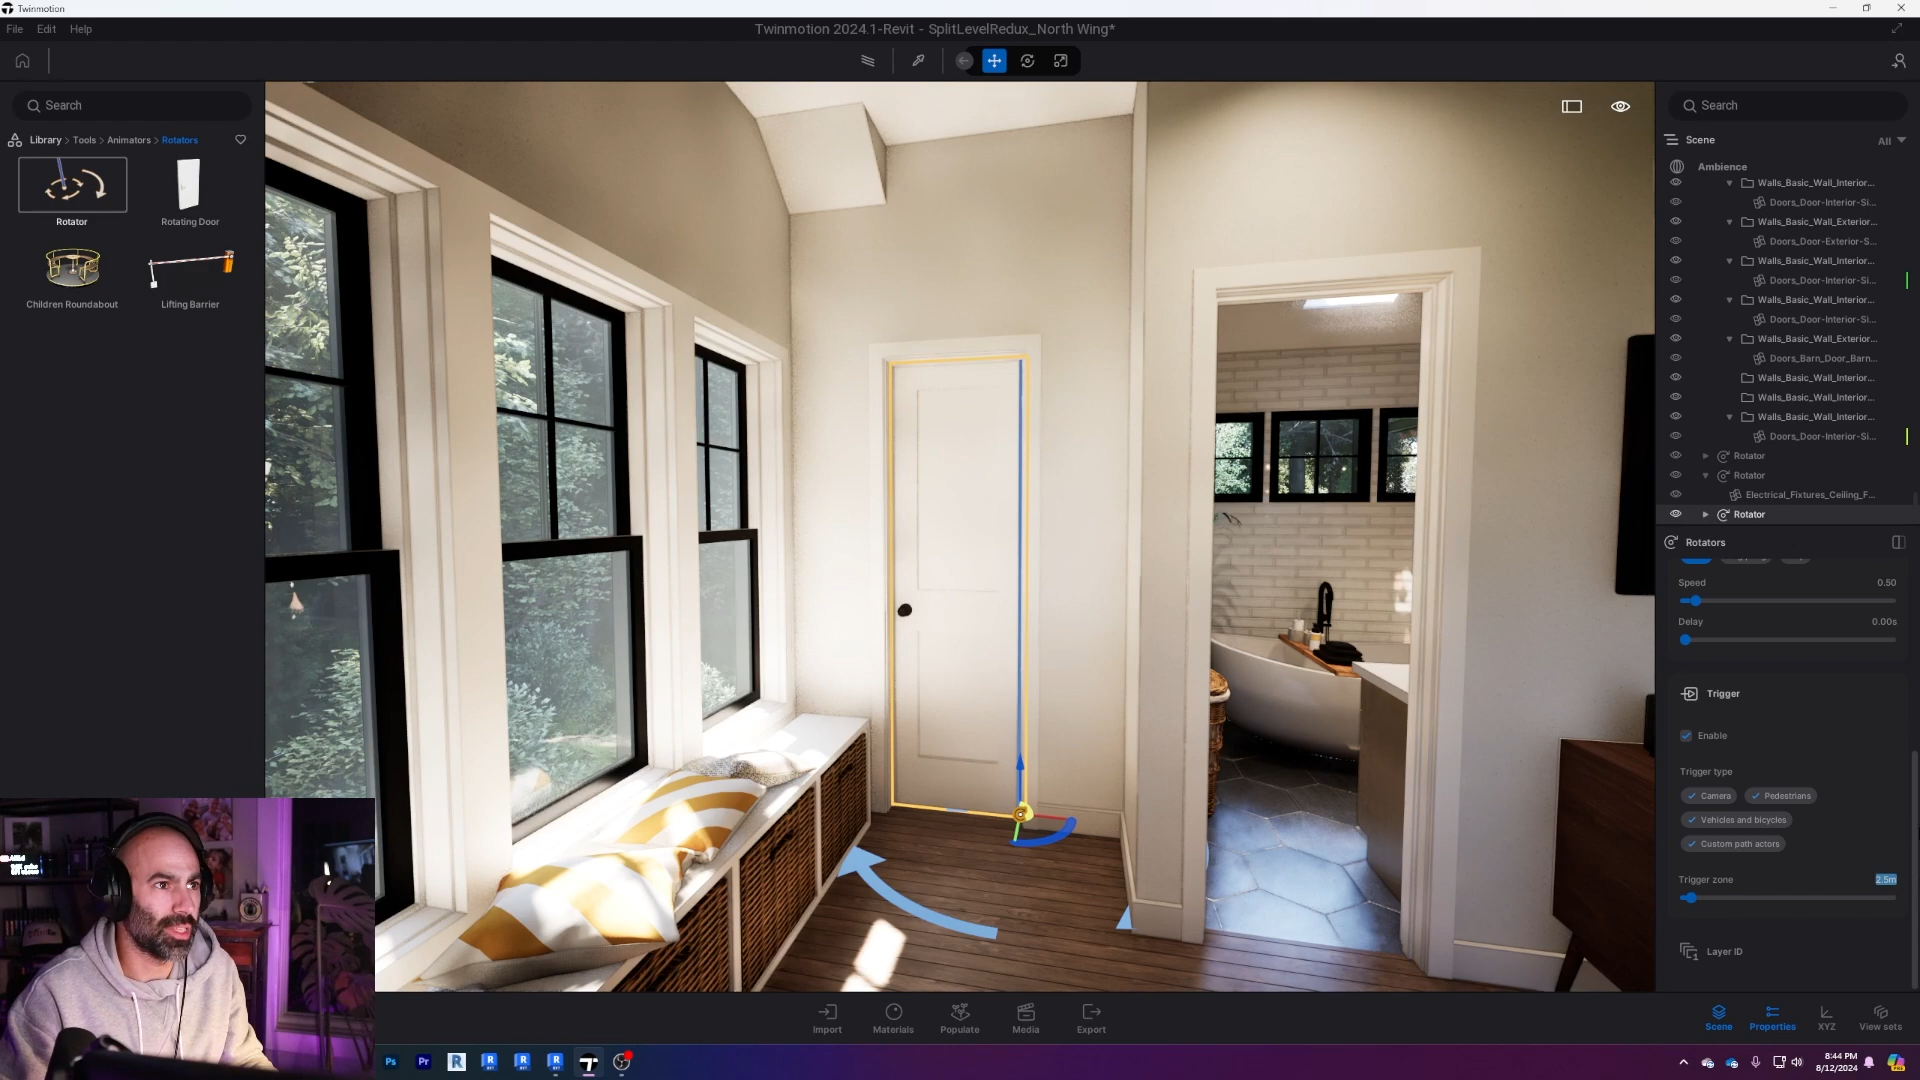 Twinmotion
File Edit Help
Twinmotion 2024.1-Revit - SplitLevelRedux_North Wing*
Search
Library > Tools > Animators > Rotators
Rotator
Rotating Door
Children Roundabout
Lifting Barrier
Search
Scene
All
Ambience
Walls_Basic_Wall_Interior...
Doors_Door-Interior-Si...
Walls_Basic_Wall_Exterior...
Doors_Door-Exterior-S...
Walls_Basic_Wall_Interior...
Doors_Door-Interior-Si...
Walls_Basic_Wall_Interior...
Doors_Door-Interior-Si...
Walls_Basic_Wall_Exterior...
Doors_Barn_Door_Barn...
Walls_Basic_Wall_Interior...
Walls_Basic_Wall_Interior...
Walls_Basic_Wall_Interior...
Doors_Door-Interior-Si...
Rotator
Rotator
Electrical_Fixtures_Ceiling_F...
Rotator
Rotators
Speed 0.50
Delay 0.00s
Trigger
Enable
Trigger type
Camera Pedestrians
Vehicles and bicycles
Custom path actors
Trigger zone 2.5m
Layer ID
Import Materials Populate Media Export
Scene Properties XYZ View sets
Ps Pr R
8:44 PM
8/12/2024